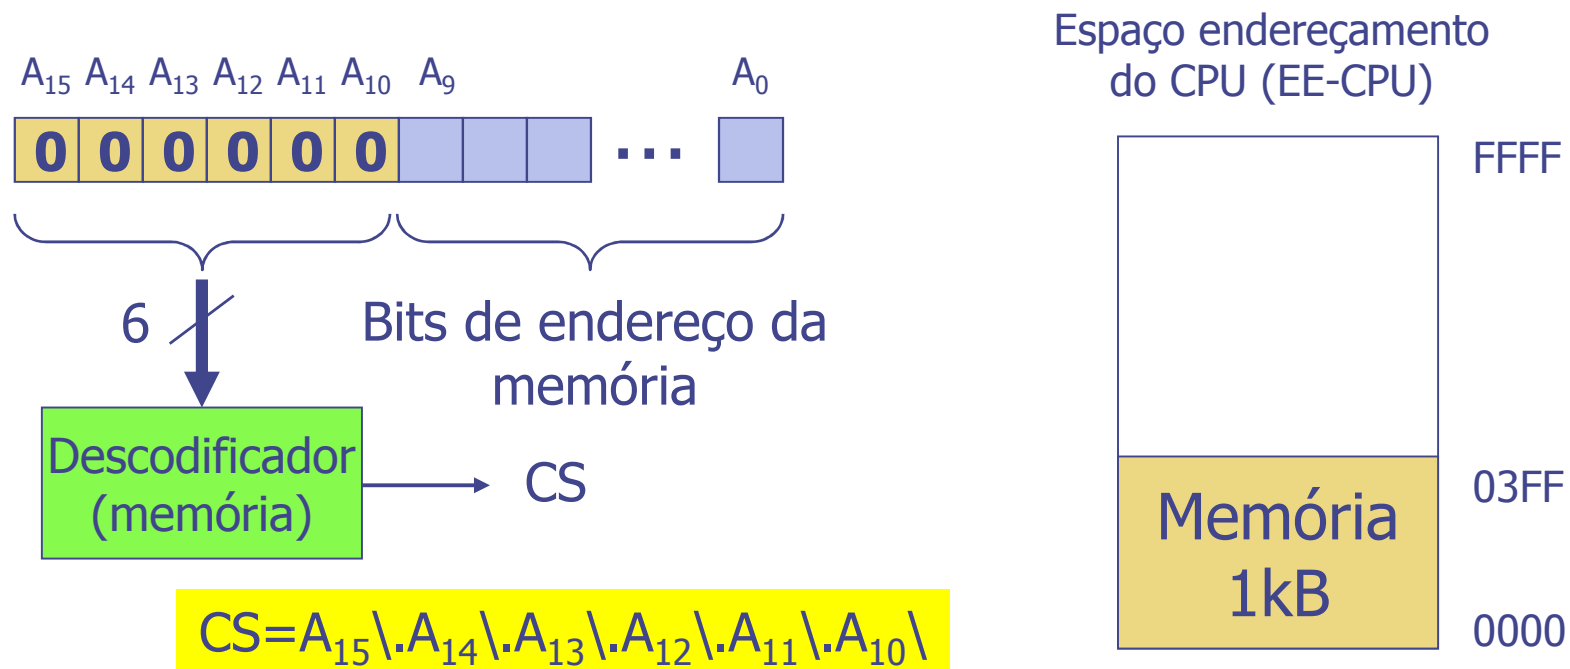 A₁₅ A₁₄ A₁₃ A₁₂ A₁₁ A₁₀ A₉ A₀
0 0 0 0 0 0 ...
6
Bits de endereço da
memória
Descodificador
(memória)
CS
CS=A₁₅\.A₁₄\.A₁₃\.A₁₂\.A₁₁\.A₁₀\
Espaço endereçamento
do CPU (EE-CPU)
FFFF
03FF
Memória
1kB
0000